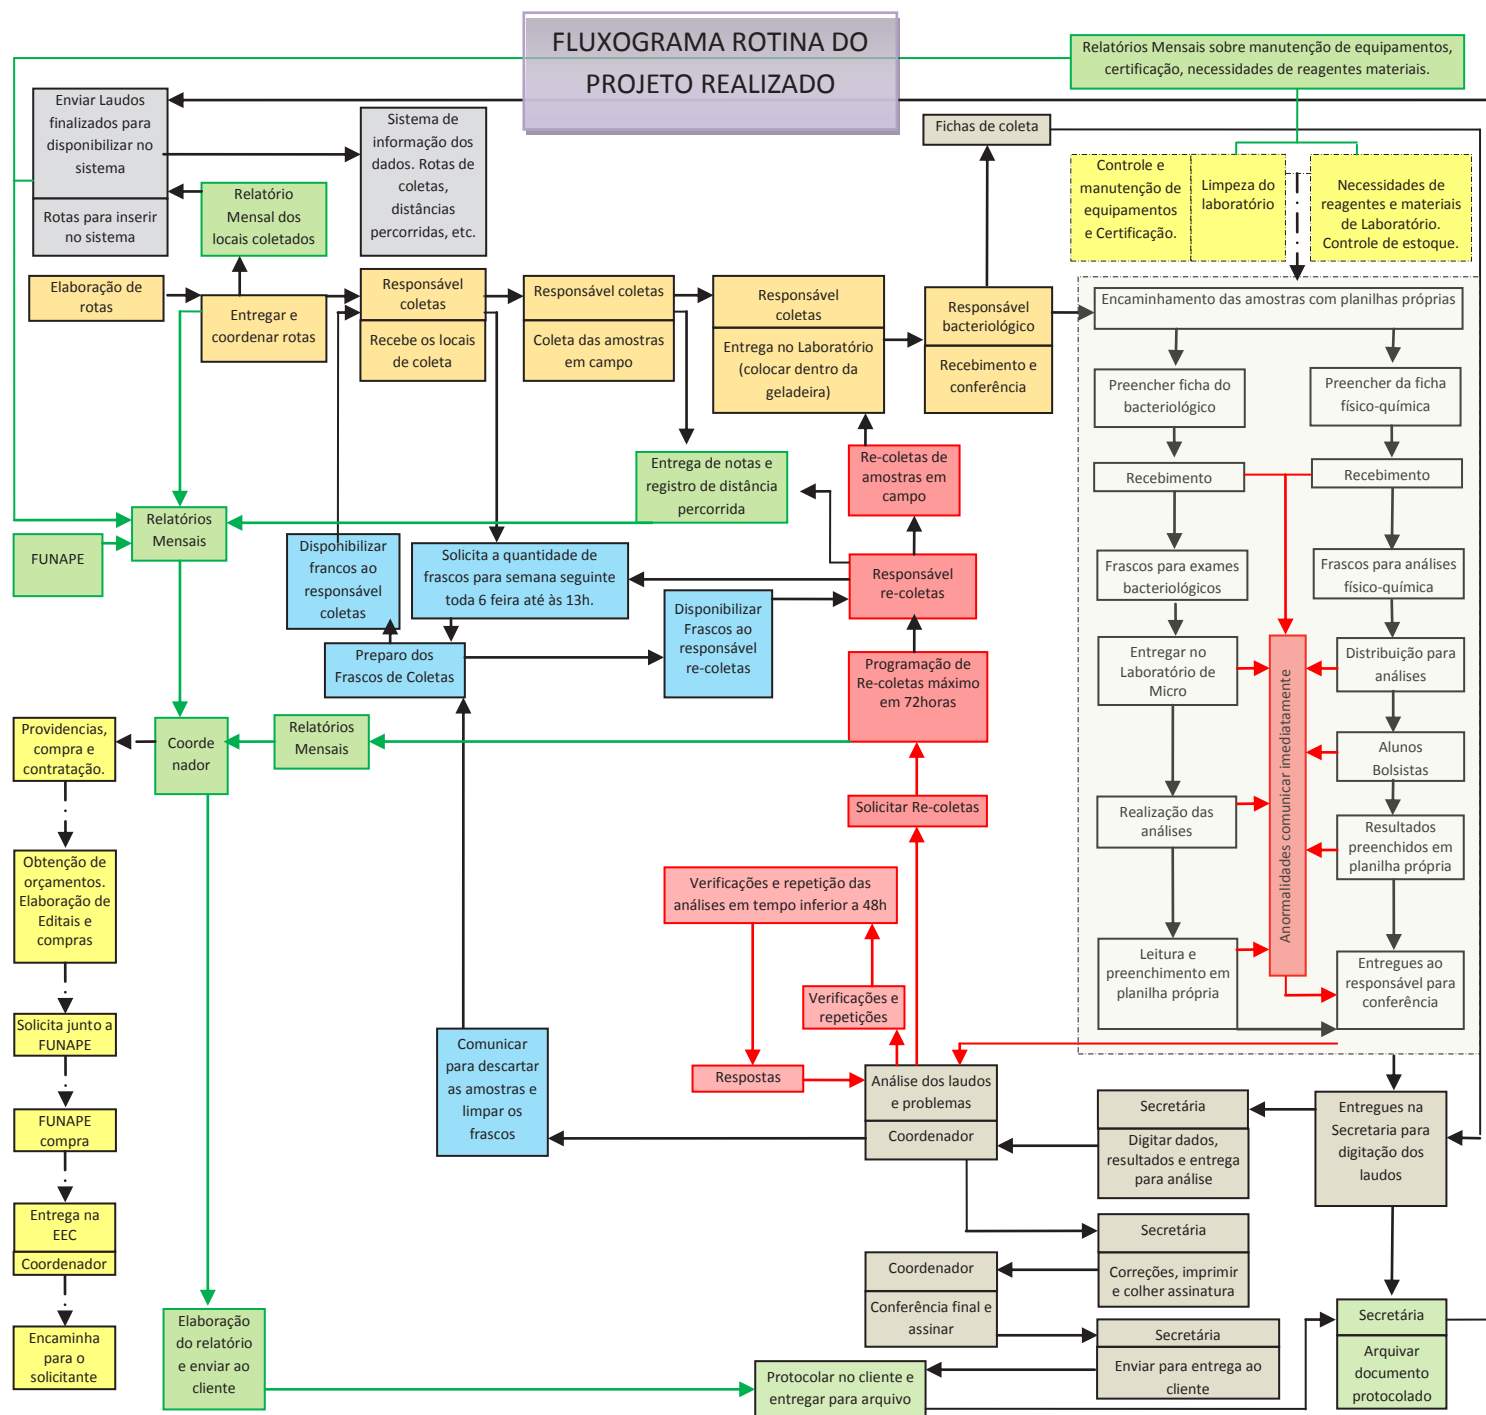 FLUXOGRAMA ROTINA DO
PROJETO REALIZADO
Relatórios Mensais sobre manutenção de equipamentos,
certificação, necessidades de reagentes materiais.
Enviar Laudos
finalizados para
disponibilizar no
sistema
Rotas para inserir
no sistema
Sistema de
informação dos
dados. Rotas de
coletas,
distâncias
percorridas, etc.
Relatório
Mensal dos
locais coletados
Fichas de coleta
Controle e
manutenção de
equipamentos
e Certificação.
Limpeza do
laboratório
Necessidades de
reagentes e materiais
de Laboratório.
Controle de estoque.
Elaboração de
rotas
Entregar e
coordenar rotas
Responsável
coletas
Recebe os locais
de coleta
Responsável coletas
Coleta das amostras
em campo
Responsável
coletas
Entrega no Laboratório
(colocar dentro da
geladeira)
Responsável
bacteriológico
Recebimento e
conferência
Encaminhamento das amostras com planilhas próprias
Preencher ficha do
bacteriológico
Preencher da ficha
físico-química
Recebimento
Recebimento
Frascos para exames
bacteriológicos
Frascos para análises
físico-química
Entregar no
Laboratório de
Micro
Distribuição para
análises
Alunos
Bolsistas
Realização das
análises
Resultados
preenchidos em
planilha própria
Leitura e
preenchimento em
planilha própria
Entregues ao
responsável para
conferência
Anormalidades comunicar imediatamente
Entrega de notas e
registro de distância
percorrida
Re-coletas de
amostras em
campo
Relatórios
Mensais
FUNAPE
Disponibilizar
francos ao
responsável
coletas
Solicita a quantidade de
frascos para semana seguinte
toda 6 feira até às 13h.
Responsável
re-coletas
Disponibilizar
Frascos ao
responsável
re-coletas
Preparo dos
Frascos de Coletas
Programação de
Re-coletas máximo
em 72horas
Providencias,
compra e
contratação.
Coorde
nador
Relatórios
Mensais
Solicitar Re-coletas
Obtenção de
orçamentos.
Elaboração de
Editais e
compras
Verificações e repetição das
análises em tempo inferior a 48h
Verificações e
repetições
Solicita junto a
FUNAPE
Comunicar
para descartar
as amostras e
limpar os
frascos
Respostas
Análise dos laudos
e problemas
Coordenador
Secretária
Digitar dados,
resultados e entrega
para análise
Entregues na
Secretaria para
digitação dos
laudos
FUNAPE
compra
Entrega na
EEC
Coordenador
Secretária
Correções, imprimir
e colher assinatura
Coordenador
Conferência final e
assinar
Encaminha
para o
solicitante
Elaboração
do relatório
e enviar ao
cliente
Secretária
Enviar para entrega ao
cliente
Protocolar no cliente e
entregar para arquivo
Secretária
Arquivar
documento
protocolado